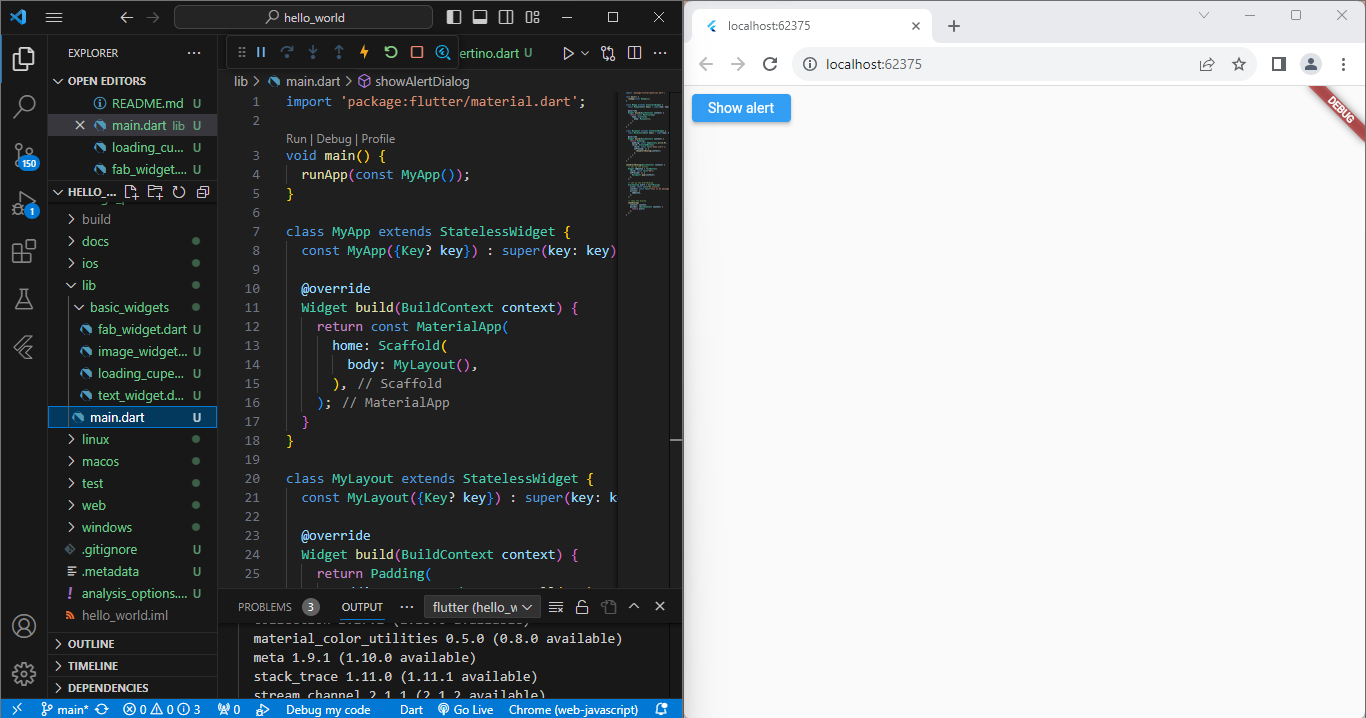 hello_world
EXPLORER
OPEN EDITORS
README.md U
main.dart lib U
loading_cu... U
fab_widget.... U
HELLO_...
build
docs
ios
lib
basic_widgets
fab_widget.dart U
image_widget... U
loading_cupe... U
text_widget.d... U
main.dart U
linux
macos
test
web
windows
.gitignore U
.metadata U
analysis_options.... U
hello_world.iml
OUTLINE
TIMELINE
DEPENDENCIES
150
1
ertino.dart U
lib > main.dart > showAlertDialog
1 import 'package:flutter/material.dart';
2
Run | Debug | Profile
3 void main() {
4 runApp(const MyApp());
5 }
6
7 class MyApp extends StatelessWidget {
8 const MyApp({Key? key}) : super(key: key)
9
10 @override
11 Widget build(BuildContext context) {
12 return const MaterialApp(
13 home: Scaffold(
14 body: MyLayout(),
15 ), // Scaffold
16 ); // MaterialApp
17 }
18 }
19
20 class MyLayout extends StatelessWidget {
21 const MyLayout({Key? key}) : super(key: k
22
23 @override
24 Widget build(BuildContext context) {
25 return Padding(
PROBLEMS 3 OUTPUT flutter (hello_w
material_color_utilities 0.5.0 (0.8.0 available)
meta 1.9.1 (1.10.0 available)
stack_trace 1.11.0 (1.11.1 available)
stream_channel 2.1.1 (2.1.2 available)
main* 0 0 3 0 Debug my code Dart Go Live Chrome (web-javascript)
localhost:62375
localhost:62375
Show alert
DEBUG